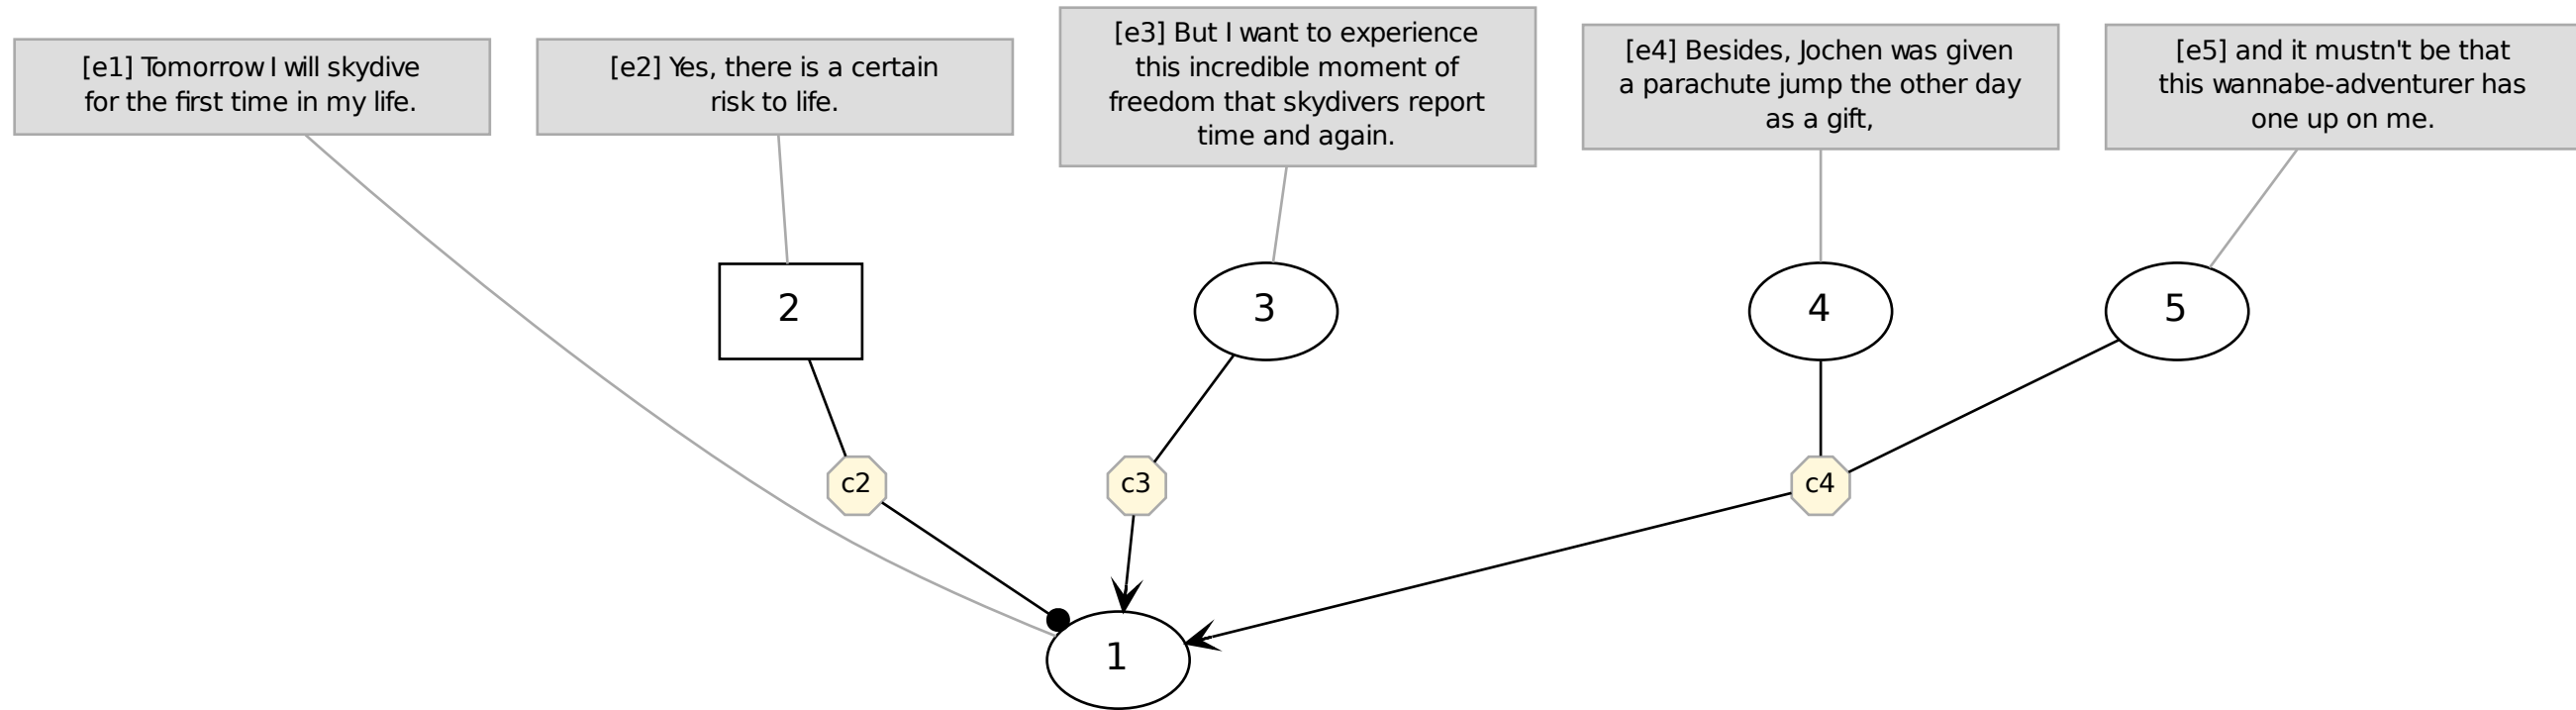 [e1] Tomorrow I will skydive
for the first time in my life.
[e2] Yes, there is a certain
risk to life.
[e3] But I want to experience
this incredible moment of
freedom that skydivers report
time and again.
[e4] Besides, Jochen was given
a parachute jump the other day
as a gift,
[e5] and it mustn't be that
this wannabe-adventurer has
one up on me.
2
3
4
5
c2
c3
c4
1